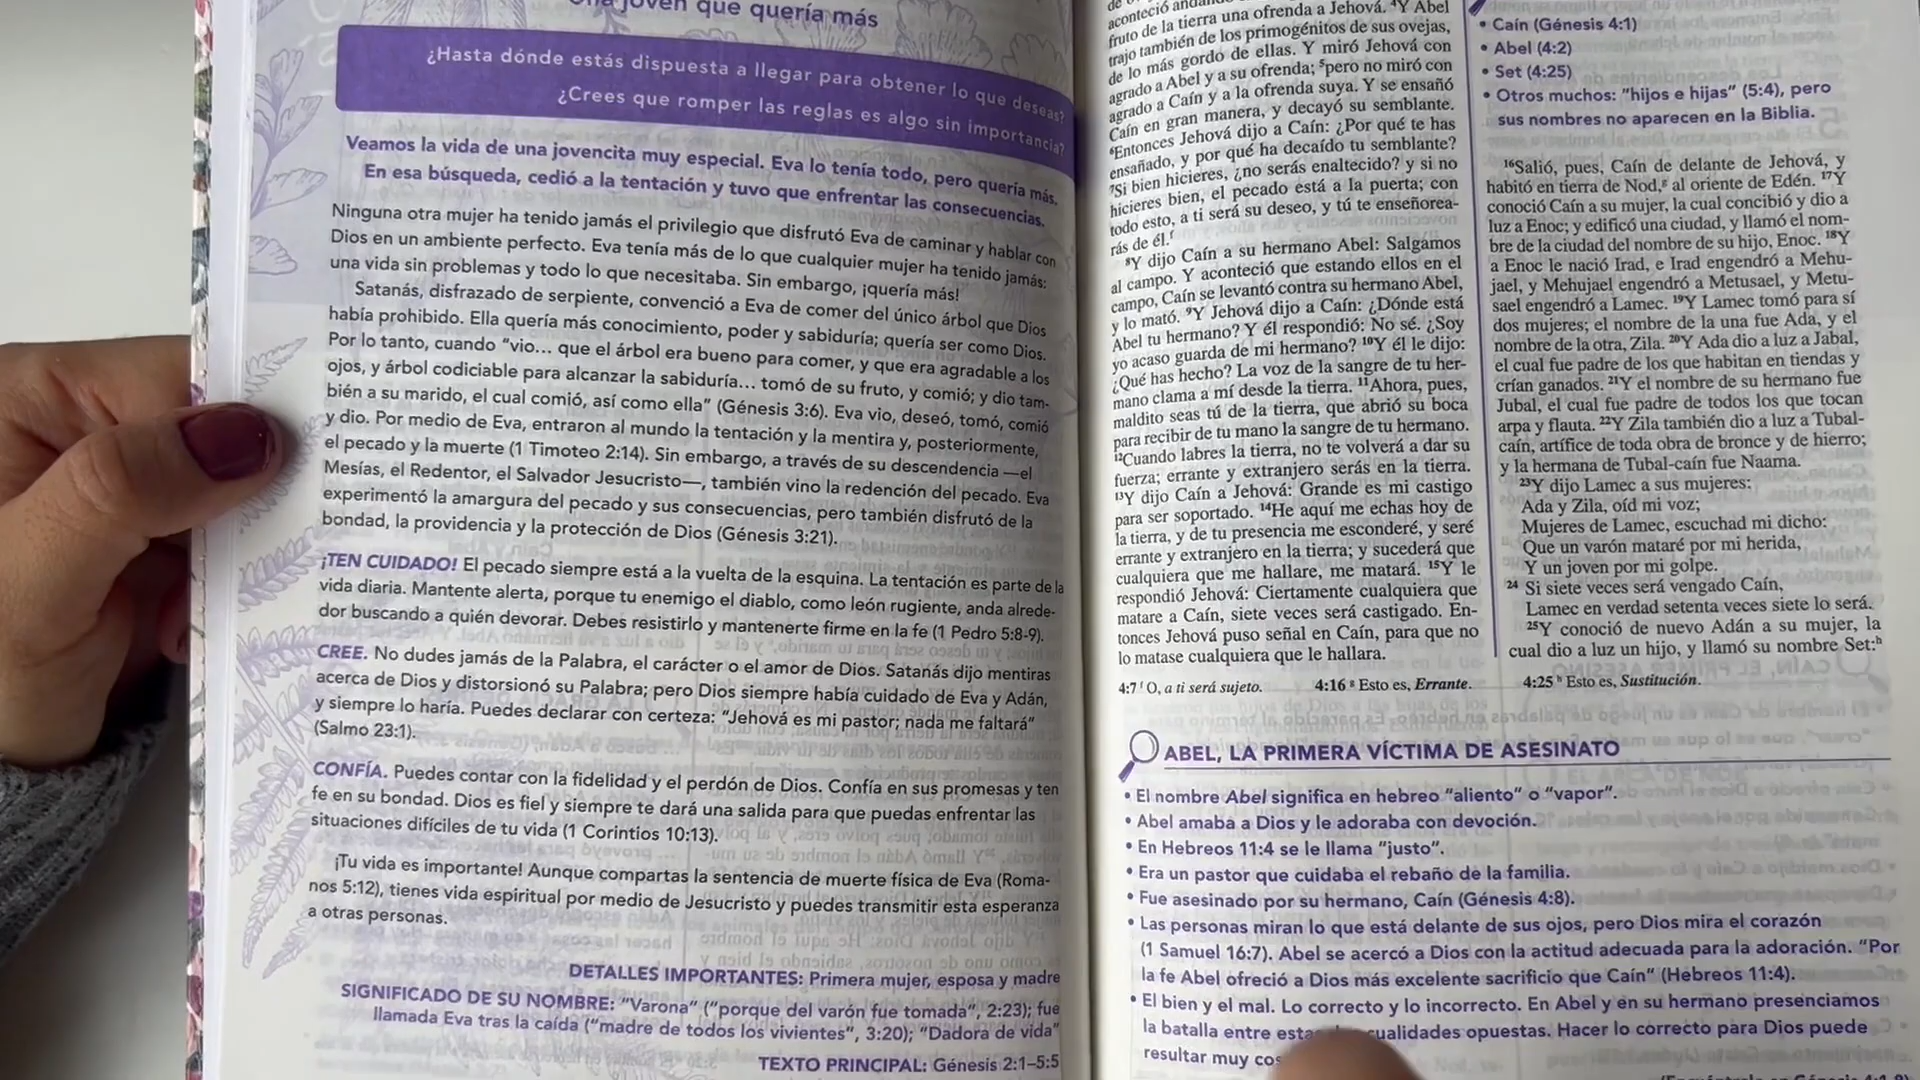 joven que quería más
¿Hasta dónde estás dispuesta a llegar para obtener lo que deseas?
¿Crees que romper las reglas es algo sin importancia?
Veamos la vida de una jovencita muy especial. Eva lo tenía todo, pero quería más.
En esa búsqueda, cedió a la tentación y tuvo que enfrentar las consecuencias.
Ninguna otra mujer ha tenido jamás el privilegio que disfrutó Eva de caminar y hablar con
Dios en un ambiente perfecto. Eva tenía más de lo que cualquier mujer ha tenido jamás:
una vida sin problemas y todo lo que necesitaba. Sin embargo, ¡quería más!
Satanás, disfrazado de serpiente, convenció a Eva de comer del único árbol que Dios
había prohibido. Ella quería más conocimiento, poder y sabiduría; quería ser como Dios.
Por lo tanto, cuando “vio... que el árbol era bueno para comer, y que era agradable a los
ojos, y árbol codiciable para alcanzar la sabiduría... tomó de su fruto, y comió; y dio tam-
bién a su marido, el cual comió, así como ella” (Génesis 3:6). Eva vio, deseó, tomó, comió
y dio. Por medio de Eva, entraron al mundo la tentación y la mentira y, posteriormente,
el pecado y la muerte (1 Timoteo 2:14). Sin embargo, a través de su descendencia —el
Mesías, el Redentor, el Salvador Jesucristo—, también vino la redención del pecado. Eva
experimentó la amargura del pecado y sus consecuencias, pero también disfrutó de la
bondad, la providencia y la protección de Dios (Génesis 3:21).
¡TEN CUIDADO! El pecado siempre está a la vuelta de la esquina. La tentación es parte de la
vida diaria. Mantente alerta, porque tu enemigo el diablo, como león rugiente, anda alrede-
dor buscando a quién devorar. Debes resistirlo y mantenerte firme en la fe (1 Pedro 5:8-9).
CREE. No dudes jamás de la Palabra, el carácter o el amor de Dios. Satanás dijo mentiras
acerca de Dios y distorsionó su Palabra; pero Dios siempre había cuidado de Eva y Adán,
y siempre lo haría. Puedes declarar con certeza: “Jehová es mi pastor; nada me faltará”
(Salmo 23:1).
CONFÍA. Puedes contar con la fidelidad y el perdón de Dios. Confía en sus promesas y ten
fe en su bondad. Dios es fiel y siempre te dará una salida para que puedas enfrentar las
situaciones difíciles de tu vida (1 Corintios 10:13).
¡Tu vida es importante! Aunque compartas la sentencia de muerte física de Eva (Roma-
nos 5:12), tienes vida espiritual por medio de Jesucristo y puedes transmitir esta esperanza
a otras personas.
DETALLES IMPORTANTES: Primera mujer, esposa y madre
SIGNIFICADO DE SU NOMBRE: “Varona” (“porque del varón fue tomada”, 2:23); fue
llamada Eva tras la caída (“madre de todos los vivientes”, 3:20); “Dadora de vida”
TEXTO PRINCIPAL: Génesis 2:1–5:5
aconteció andando
fruto de la tierra una ofrenda a Jehová. ⁴Y Abel
trajo también de los primogénitos de sus ovejas,
de lo más gordo de ellas. Y miró Jehová con
agrado a Abel y a su ofrenda; ⁵pero no miró con
agrado a Caín y a la ofrenda suya. Y se ensañó
Caín en gran manera, y decayó su semblante.
⁶Entonces Jehová dijo a Caín: ¿Por qué te has
ensañado, y por qué ha decaído tu semblante?
⁷Si bien hicieres, ¿no serás enaltecido? y si no
hicieres bien, el pecado está a la puerta; con
todo esto, a ti será su deseo, y tú te enseñorea-
rás de él.ᶠ
⁸Y dijo Caín a su hermano Abel: Salgamos
al campo. Y aconteció que estando ellos en el
campo, Caín se levantó contra su hermano Abel,
y lo mató. ⁹Y Jehová dijo a Caín: ¿Dónde está
Abel tu hermano? Y él respondió: No sé. ¿Soy
yo acaso guarda de mi hermano? ¹⁰Y él le dijo:
¿Qué has hecho? La voz de la sangre de tu her-
mano clama a mí desde la tierra. ¹¹Ahora, pues,
maldito seas tú de la tierra, que abrió su boca
para recibir de tu mano la sangre de tu hermano.
¹²Cuando labres la tierra, no te volverá a dar su
fuerza; errante y extranjero serás en la tierra.
¹³Y dijo Caín a Jehová: Grande es mi castigo
para ser soportado. ¹⁴He aquí me echas hoy de
la tierra, y de tu presencia me esconderé, y seré
errante y extranjero en la tierra; y sucederá que
cualquiera que me hallare, me matará. ¹⁵Y le
respondió Jehová: Ciertamente cualquiera que
matare a Caín, siete veces será castigado. En-
tonces Jehová puso señal en Caín, para que no
lo matase cualquiera que le hallara.
• Caín (Génesis 4:1)
• Abel (4:2)
• Set (4:25)
• Otros muchos: “hijos e hijas” (5:4), pero
sus nombres no aparecen en la Biblia.
¹⁶Salió, pues, Caín de delante de Jehová, y
habitó en tierra de Nod,ᵍ al oriente de Edén. ¹⁷Y
conoció Caín a su mujer, la cual concibió y dio a
luz a Enoc; y edificó una ciudad, y llamó el nom-
bre de la ciudad del nombre de su hijo, Enoc. ¹⁸Y
a Enoc le nació Irad, e Irad engendró a Mehu-
jael, y Mehujael engendró a Metusael, y Metu-
sael engendró a Lamec. ¹⁹Y Lamec tomó para sí
dos mujeres; el nombre de la una fue Ada, y el
nombre de la otra, Zila. ²⁰Y Ada dio a luz a Jabal,
el cual fue padre de los que habitan en tiendas y
crían ganados. ²¹Y el nombre de su hermano fue
Jubal, el cual fue padre de todos los que tocan
arpa y flauta. ²²Y Zila también dio a luz a Tubal-
caín, artífice de toda obra de bronce y de hierro;
y la hermana de Tubal-caín fue Naama.
²³Y dijo Lamec a sus mujeres:
Ada y Zila, oíd mi voz;
Mujeres de Lamec, escuchad mi dicho:
Que un varón mataré por mi herida,
Y un joven por mi golpe.
²⁴ Si siete veces será vengado Caín,
Lamec en verdad setenta veces siete lo será.
²⁵Y conoció de nuevo Adán a su mujer, la
cual dio a luz un hijo, y llamó su nombre Set:ʰ
4:7 ᶠ O, a ti será sujeto. 4:16 ᵍ Esto es, Errante. 4:25 ʰ Esto es, Sustitución.
ABEL, LA PRIMERA VÍCTIMA DE ASESINATO
• El nombre Abel significa en hebreo “aliento” o “vapor”.
• Abel amaba a Dios y le adoraba con devoción.
• En Hebreos 11:4 se le llama “justo”.
• Era un pastor que cuidaba el rebaño de la familia.
• Fue asesinado por su hermano, Caín (Génesis 4:8).
• Las personas miran lo que está delante de sus ojos, pero Dios mira el corazón
(1 Samuel 16:7). Abel se acercó a Dios con la actitud adecuada para la adoración. “Por
la fe Abel ofreció a Dios más excelente sacrificio que Caín” (Hebreos 11:4).
• El bien y el mal. Lo correcto y lo incorrecto. En Abel y en su hermano presenciamos
la batalla entre cualidades opuestas. Hacer lo correcto para Dios puede
resultar muy